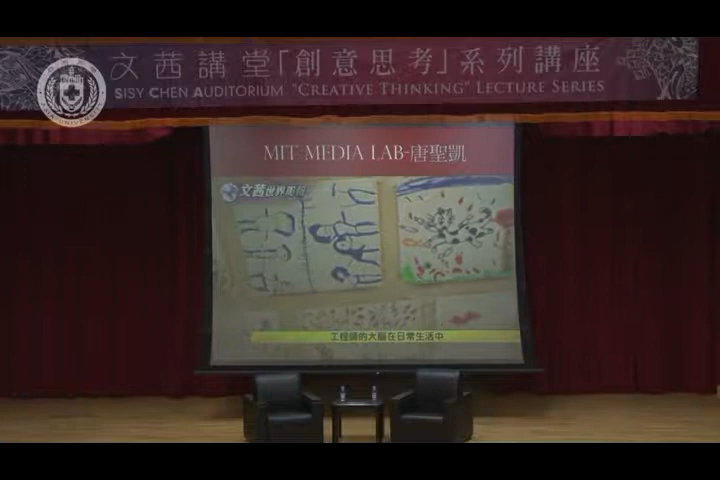 文茜講堂「創意思考」系列講座
SISY CHEN AUDITORIUM "CREATIVE THINKING" LECTURE SERIES
MIT-MEDIA LAB-唐聖凱
文茜世界周報
工程師的大腦在日常生活中